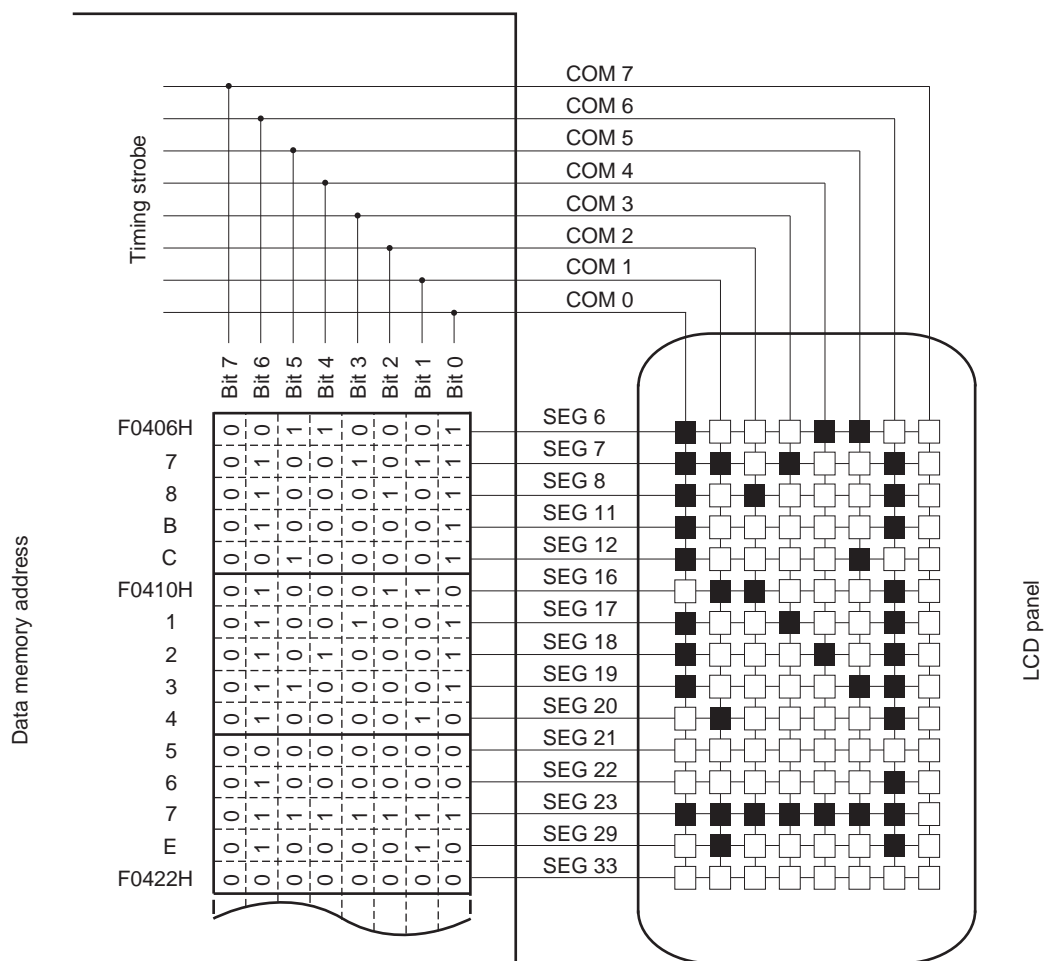 COM 7
COM 6
COM 5
COM 4
COM 3
COM 2
COM 1
COM 0
Timing strobe
Bit 7 Bit 6 Bit 5 Bit 4 Bit 3 Bit 2 Bit 1 Bit 0
F0406H 0 0 1 1 0 0 0 1 SEG 6
7 0 1 0 0 1 0 1 1 SEG 7
8 0 1 0 0 0 1 0 1 SEG 8
B 0 1 0 0 0 0 0 1 SEG 11
C 0 0 1 0 0 0 0 1 SEG 12
F0410H 0 1 0 0 0 1 1 0 SEG 16
1 0 1 0 0 1 0 0 1 SEG 17
2 0 1 0 1 0 0 0 1 SEG 18
3 0 1 1 0 0 0 0 1 SEG 19
4 0 1 0 0 0 0 1 0 SEG 20
5 0 0 0 0 0 0 0 0 SEG 21
6 0 1 0 0 0 0 0 0 SEG 22
7 0 1 1 1 1 1 1 1 SEG 23
E 0 1 0 0 0 0 1 0 SEG 29
F0422H 0 0 0 0 0 0 0 0 SEG 33
Data memory address
LCD panel